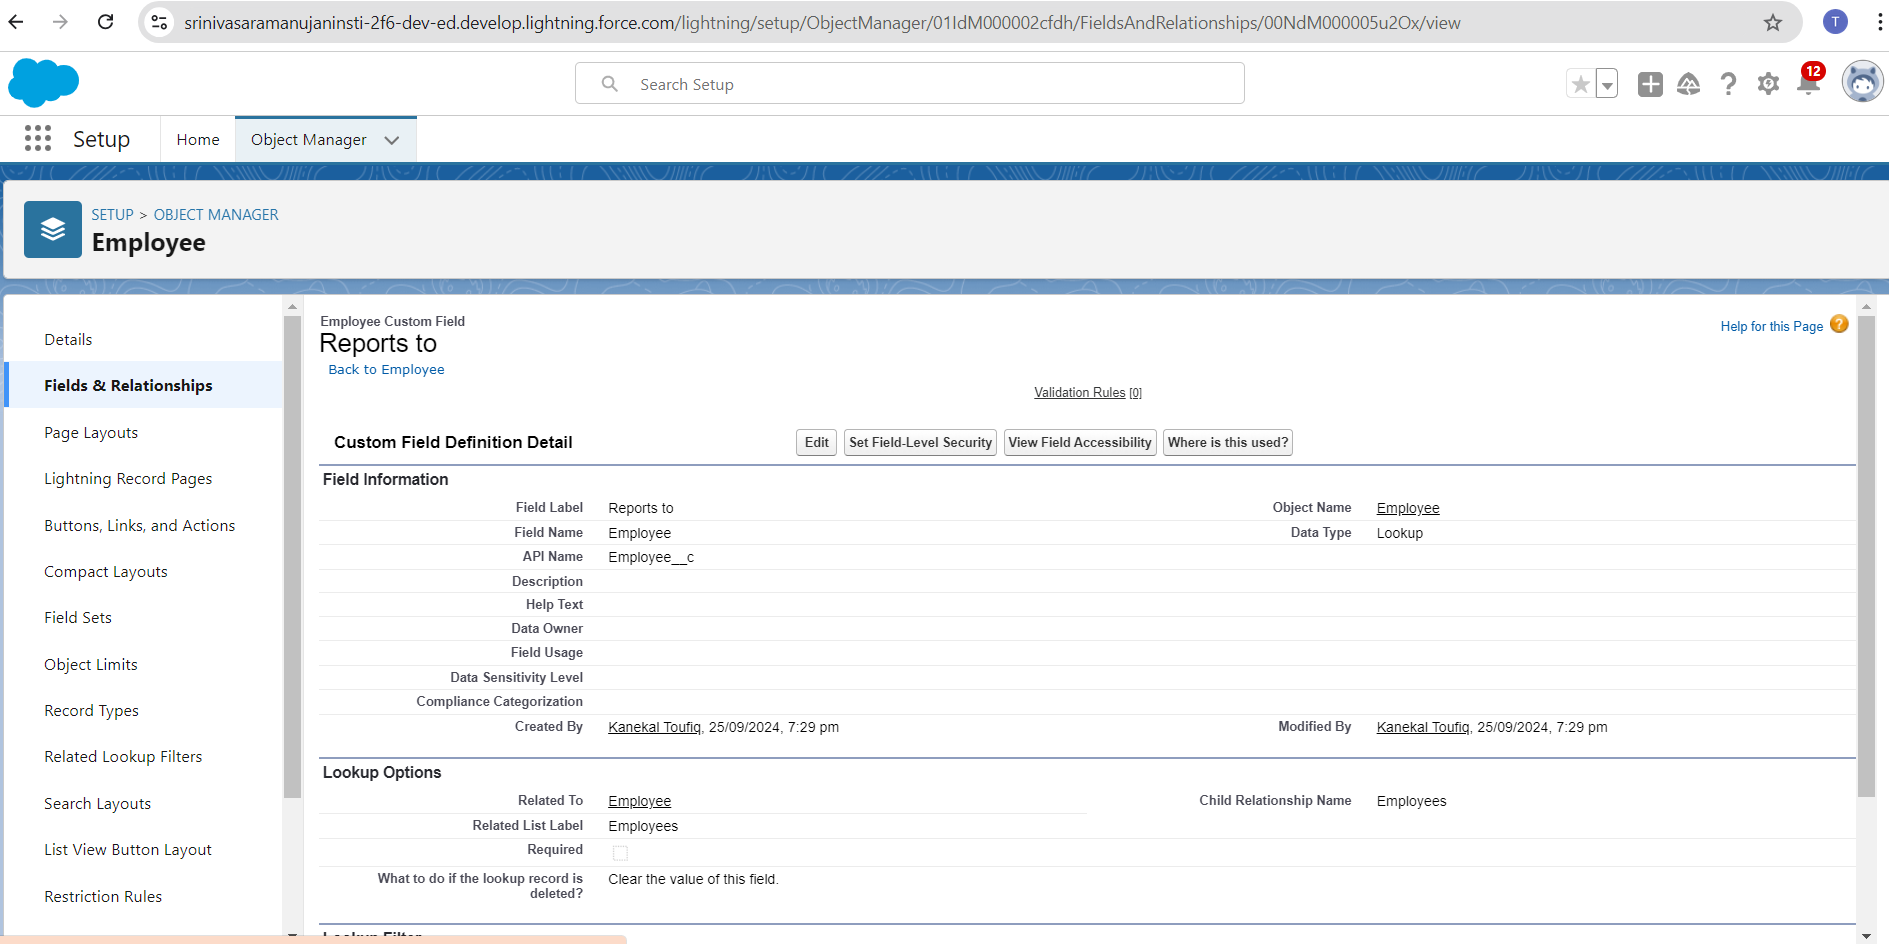 srinivasaramanujaninsti-2f6-dev-ed.develop.lightning.force.com/lightning/setup/ObjectManager/01IdM000002cfdh/FieldsAndRelationships/00NdM000005u2Ox/view
T
Search Setup
12
Setup
Home
Object Manager
SETUP > OBJECT MANAGER
Employee
Details
Fields & Relationships
Page Layouts
Lightning Record Pages
Buttons, Links, and Actions
Compact Layouts
Field Sets
Object Limits
Record Types
Related Lookup Filters
Search Layouts
List View Button Layout
Restriction Rules
Employee Custom Field
Reports to
Back to Employee
Help for this Page ?
Validation Rules [0]
Custom Field Definition Detail
Edit
Set Field-Level Security
View Field Accessibility
Where is this used?
Field Information
Field Label Reports to Object Name Employee
Field Name Employee Data Type Lookup
API Name Employee__c
Description
Help Text
Data Owner
Field Usage
Data Sensitivity Level
Compliance Categorization
Created By Kanekal Toufiq, 25/09/2024, 7:29 pm Modified By Kanekal Toufiq, 25/09/2024, 7:29 pm
Lookup Options
Related To Employee Child Relationship Name Employees
Related List Label Employees
Required
What to do if the lookup record is
deleted? Clear the value of this field.
Lookup Filter